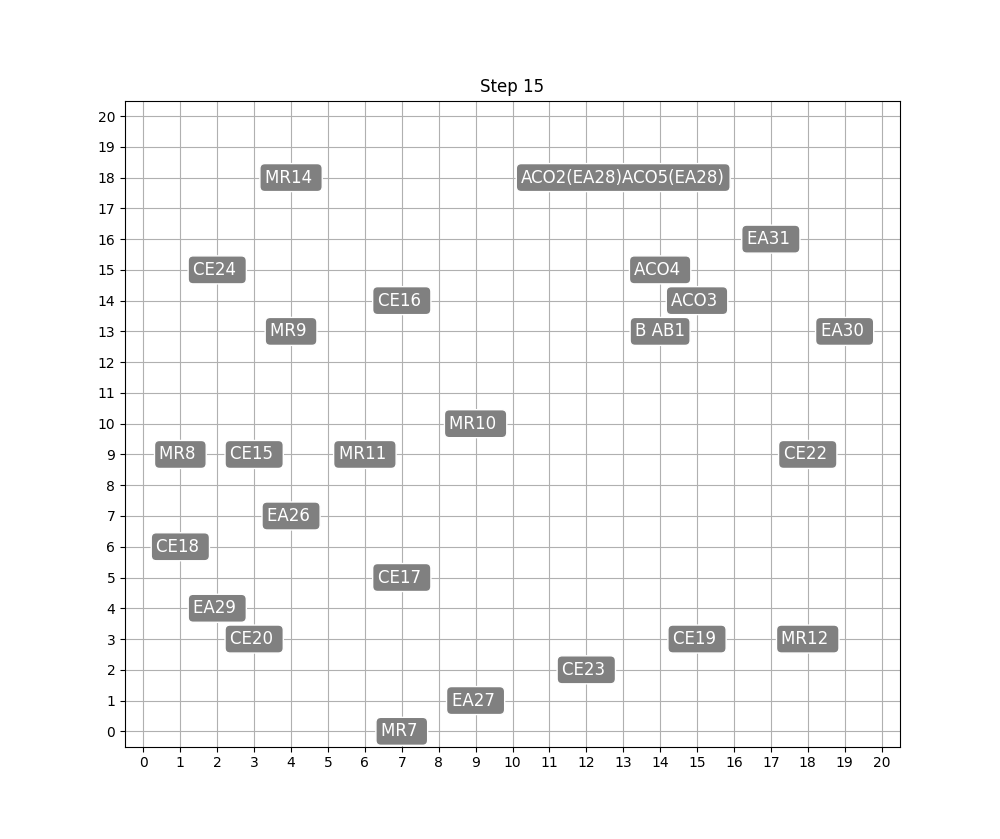 Step 15
20
19
MR14 ACO2(EA28)ACO5(EA28)
18
17
EA31
16
CE24 ACO4
15
CE16 ACO3
14
MR9 B AB1 EA30
13
12
11
MR10
10
MR8 CE15 MR11 CE22
9
8
EA26
7
CE18
6
CE17
5
EA29
4
CE20 CE19 MR12
3
CE23
2
EA27
1
MR7
0
0 1 2 3 4 5 6 7 8 9 10 11 12 13 14 15 16 17 18 19 20